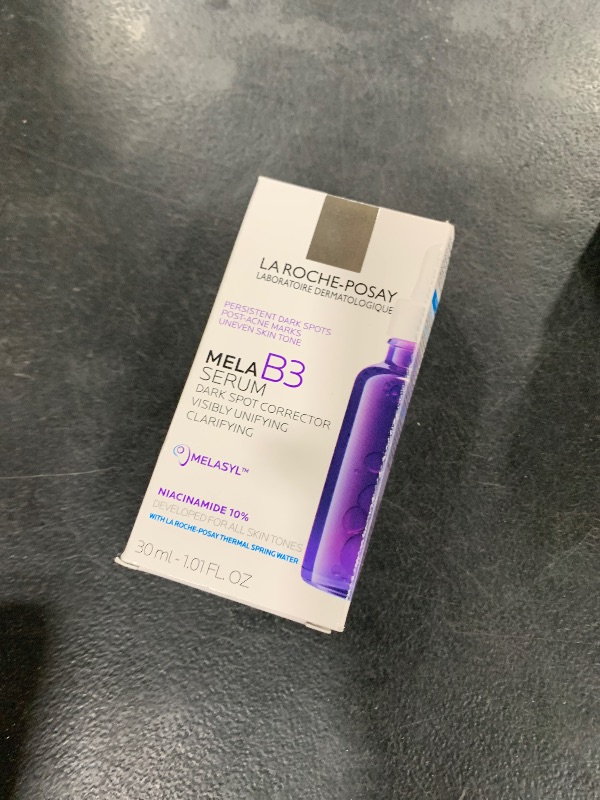 LA ROCHE-POSAY
LABORATOIRE DERMATOLOGIQUE
PERSISTENT DARK SPOTS
POST-ACNE MARKS
UNEVEN SKIN TONE
MELA B3
SERUM
DARK SPOT CORRECTOR
VISIBLY UNIFYING
CLARIFYING
MELASYL™
NIACINAMIDE 10%
DEVELOPED FOR ALL SKIN TONES
WITH LA ROCHE-POSAY THERMAL SPRING WATER
30 ml - 1.01 FL. OZ